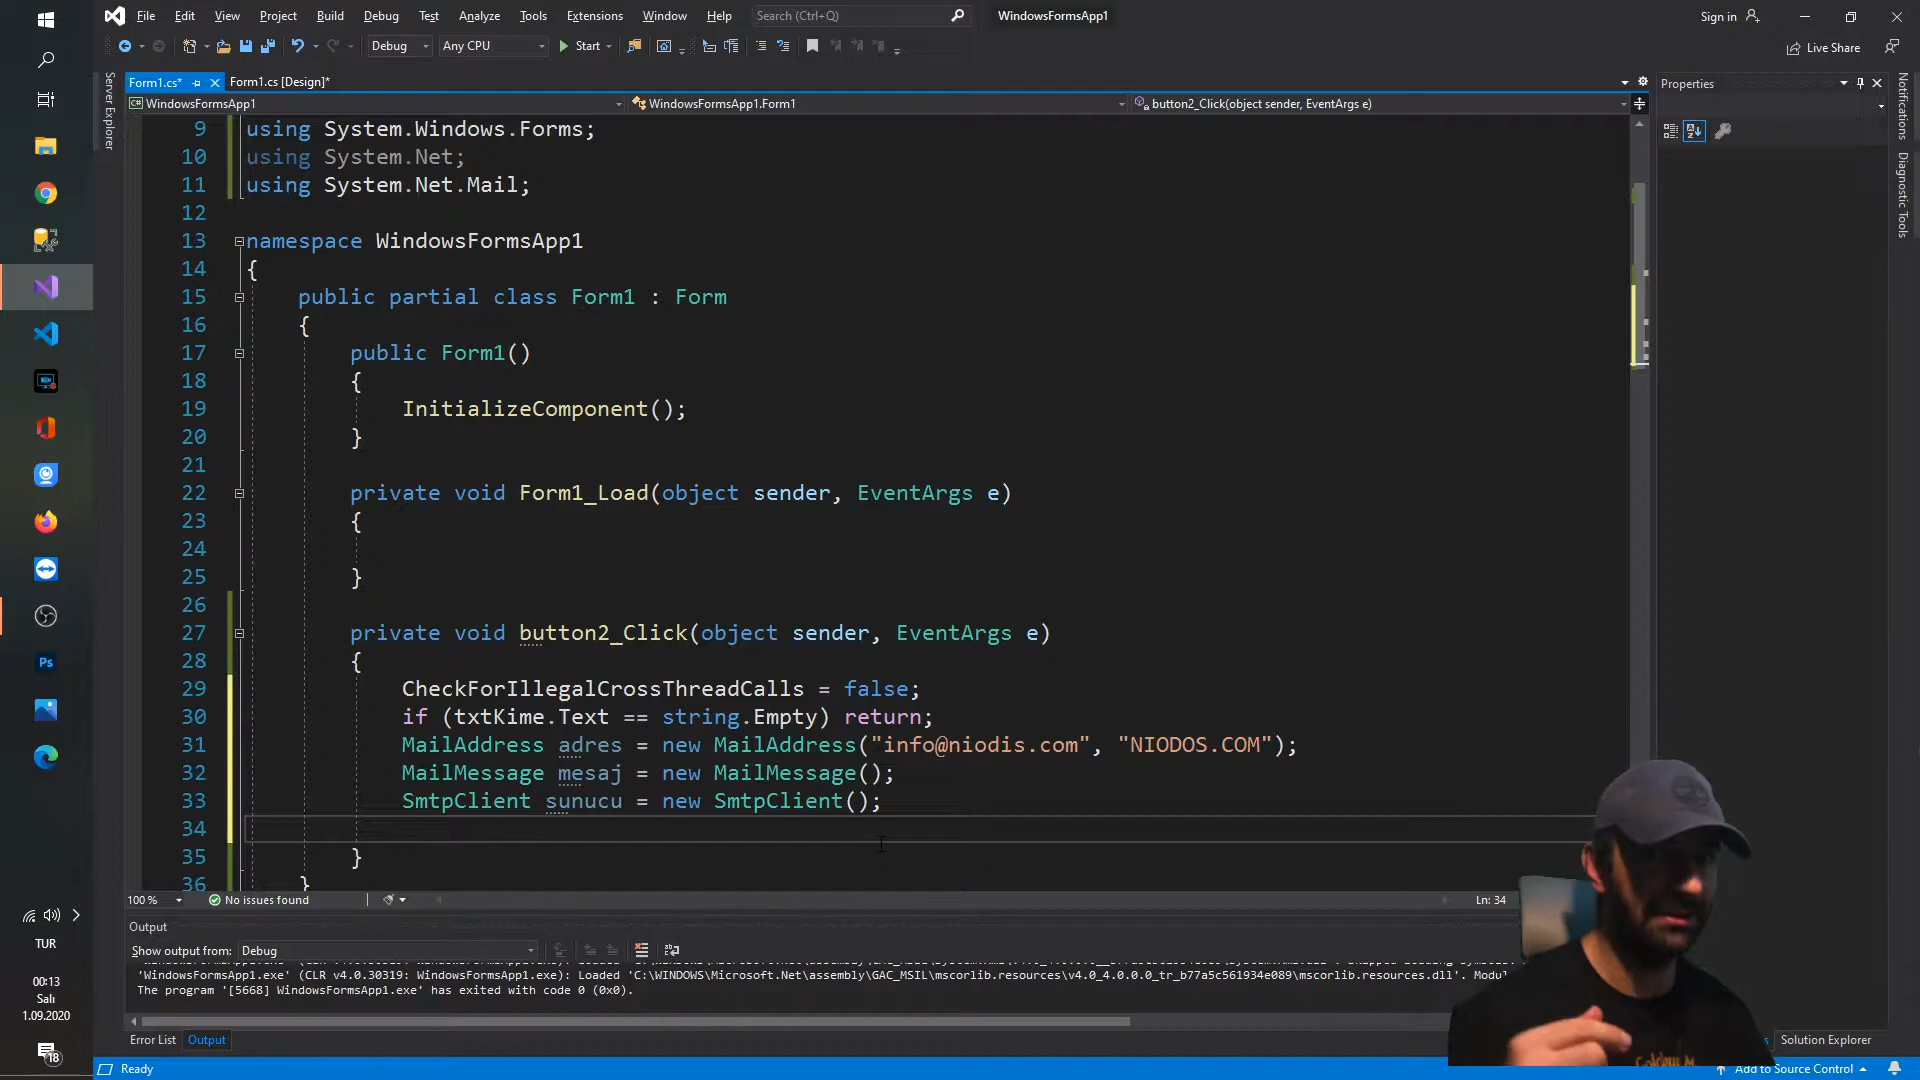 File Edit View Project Build Debug Test Analyze Tools Extensions Window Help Search (Ctrl+Q) WindowsFormsApp1 Sign in
Debug Any CPU Start Live Share
Form1.cs* Form1.cs [Design]* Properties
WindowsFormsApp1 WindowsFormsApp1.Form1 button2_Click(object sender, EventArgs e)
Server Explorer
Notifications
Diagnostic Tools
9 using System.Windows.Forms;
10 using System.Net;
11 using System.Net.Mail;
12
13 namespace WindowsFormsApp1
14 {
15 public partial class Form1 : Form
16 {
17 public Form1()
18 {
19 InitializeComponent();
20 }
21
22 private void Form1_Load(object sender, EventArgs e)
23 {
24
25 }
26
27 private void button2_Click(object sender, EventArgs e)
28 {
29 CheckForIllegalCrossThreadCalls = false;
30 if (txtKime.Text == string.Empty) return;
31 MailAddress adres = new MailAddress("info@niodis.com", "NIODOS.COM");
32 MailMessage mesaj = new MailMessage();
33 SmtpClient sunucu = new SmtpClient();
34
35 }
36 }
100 % No issues found Ln: 34
Output
Show output from: Debug
'WindowsFormsApp1.exe' (CLR v4.0.30319: WindowsFormsApp1.exe): Loaded 'C:\WINDOWS\Microsoft.Net\assembly\GAC_MSIL\mscorlib.resources\v4.0_4.0.0.0_tr_b77a5c561934e089\mscorlib.resources.dll'. Modul
The program '[5668] WindowsFormsApp1.exe' has exited with code 0 (0x0).
Error List Output Solution Explorer
Ready Add to Source Control
Ps
TUR
00:13
Salı
1.09.2020
18